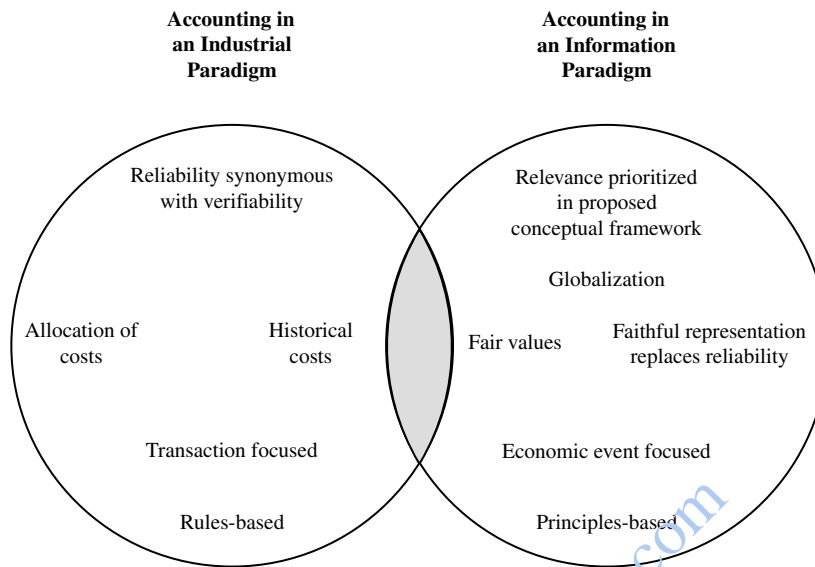 Accounting in
an Industrial
Paradigm
Accounting in
an Information
Paradigm
Reliability synonymous
with verifiability
Relevance prioritized
in proposed
conceptual framework
Globalization
Allocation of
costs
Historical
costs
Fair values
Faithful representation
replaces reliability
Transaction focused
Economic event focused
Rules-based
Principles-based
.com